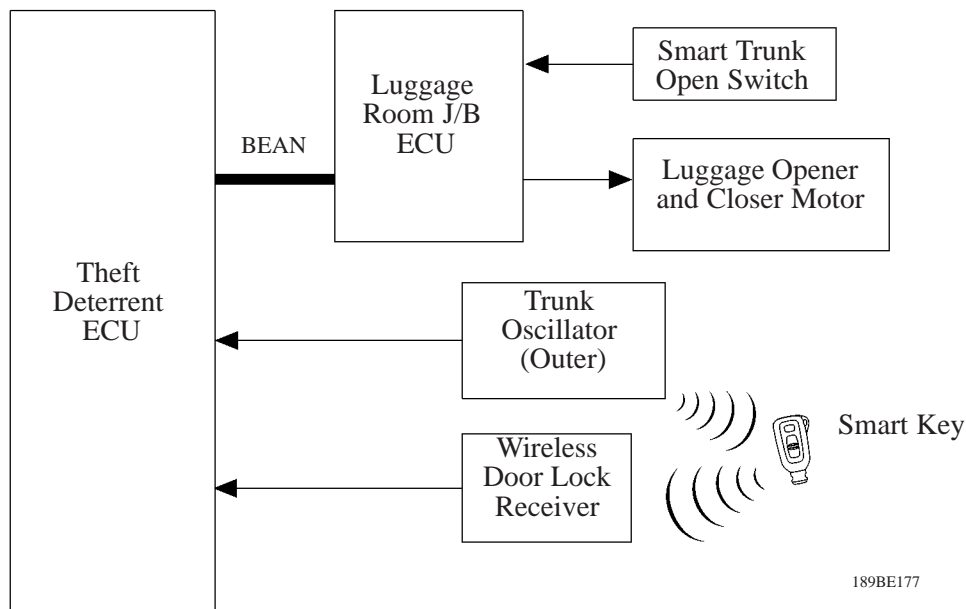 Smart Trunk
Open Switch
Luggage
Room J/B
ECU
BEAN
Luggage Opener
and Closer Motor
Theft
Deterrent
ECU
Trunk
Oscillator
(Outer)
Smart Key
Wireless
Door Lock
Receiver
189BE177